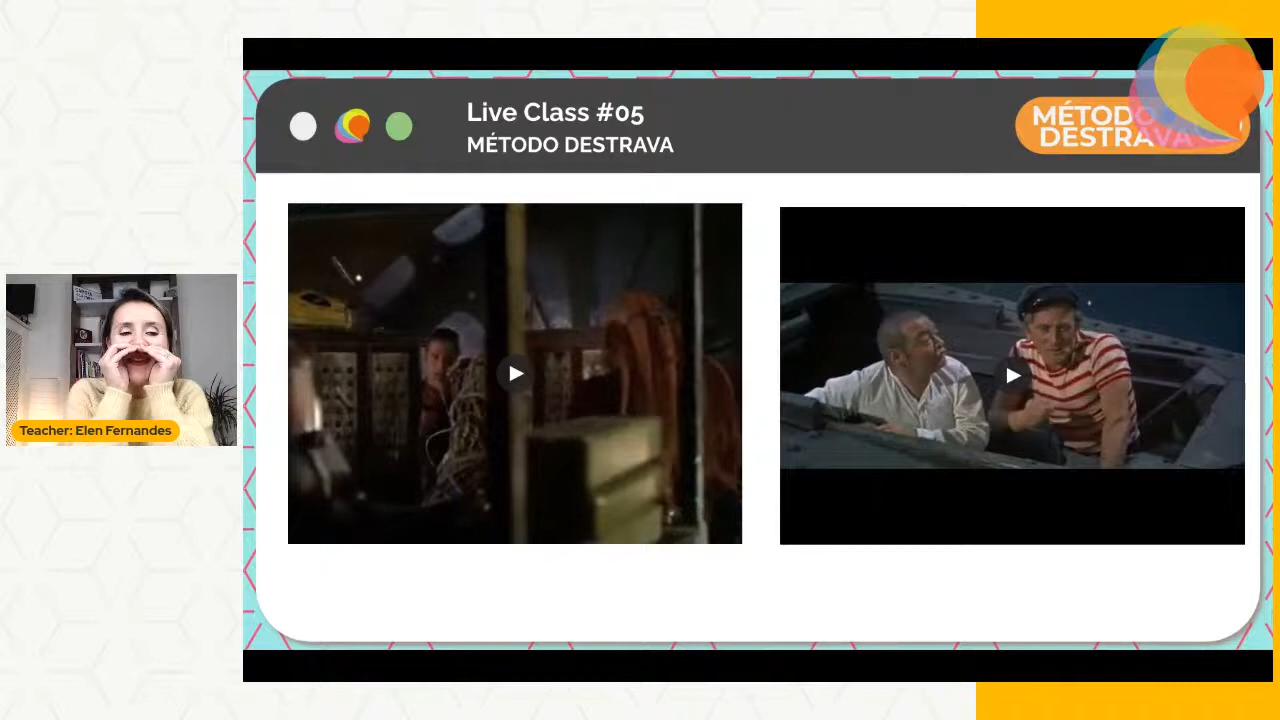 Live Class #05
MÉTODO DESTRAVA
MÉTODO
DESTRAVA
Teacher: Elen Fernandes